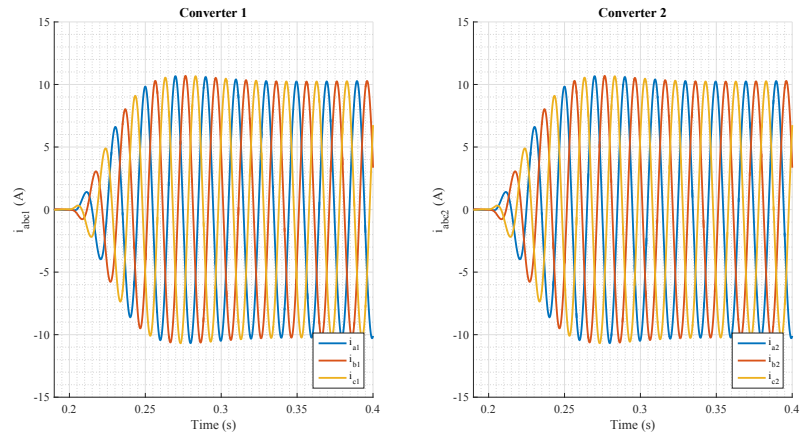 Converter 1
15
10
5
0
-5
-10
-15
i_abc1 (A)
0.2
0.25
0.3
0.35
0.4
Time (s)
i_a1
i_b1
i_c1
Converter 2
15
10
5
0
-5
-10
-15
i_abc2 (A)
0.2
0.25
0.3
0.35
0.4
Time (s)
i_a2
i_b2
i_c2